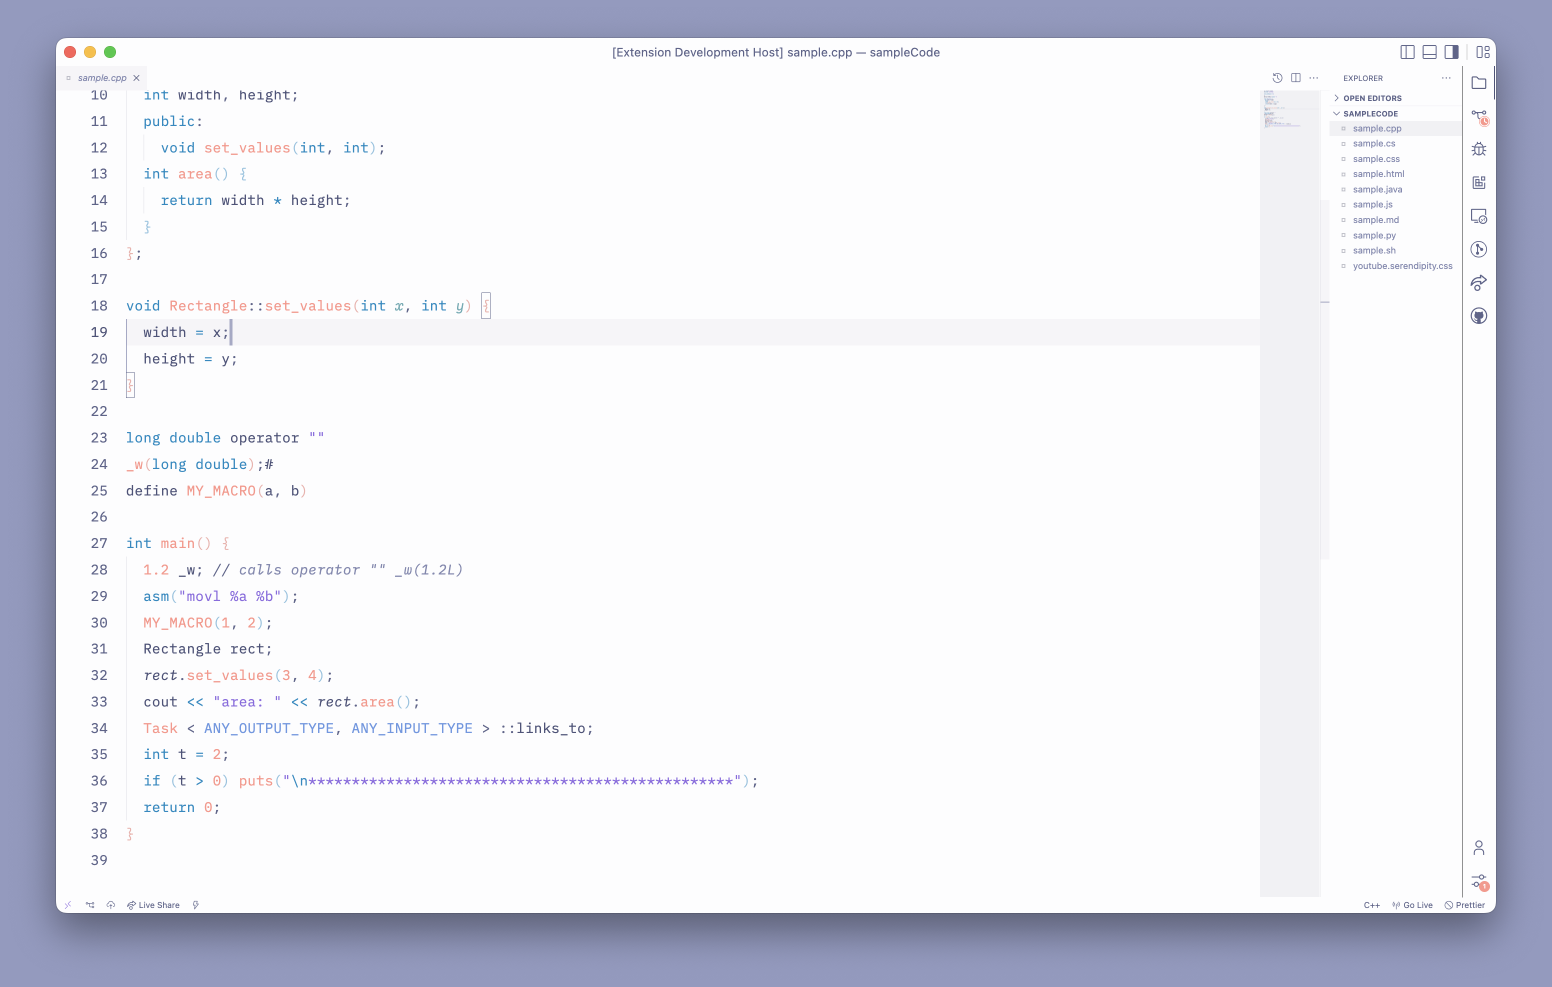 [Extension Development Host] sample.cpp — sampleCode
sample.cpp
10 int width, height;
11 public:
12 void set_values(int, int);
13 int area() {
14 return width * height;
15 }
16 };
17
18 void Rectangle::set_values(int x, int y) {
19 width = x;
20 height = y;
21 }
22
23 long double operator ""
24 _w(long double);#
25 define MY_MACRO(a, b)
26
27 int main() {
28 1.2 _w; // calls operator "" _w(1.2L)
29 asm("movl %a %b");
30 MY_MACRO(1, 2);
31 Rectangle rect;
32 rect.set_values(3, 4);
33 cout << "area: " << rect.area();
34 Task < ANY_OUTPUT_TYPE, ANY_INPUT_TYPE > ::links_to;
35 int t = 2;
36 if (t > 0) puts("\n*************************************************");
37 return 0;
38 }
39
EXPLORER
OPEN EDITORS
SAMPLECODE
sample.cpp
sample.cs
sample.css
sample.html
sample.java
sample.js
sample.md
sample.py
sample.sh
youtube.serendipity.css
1
Live Share
C++ Go Live Prettier